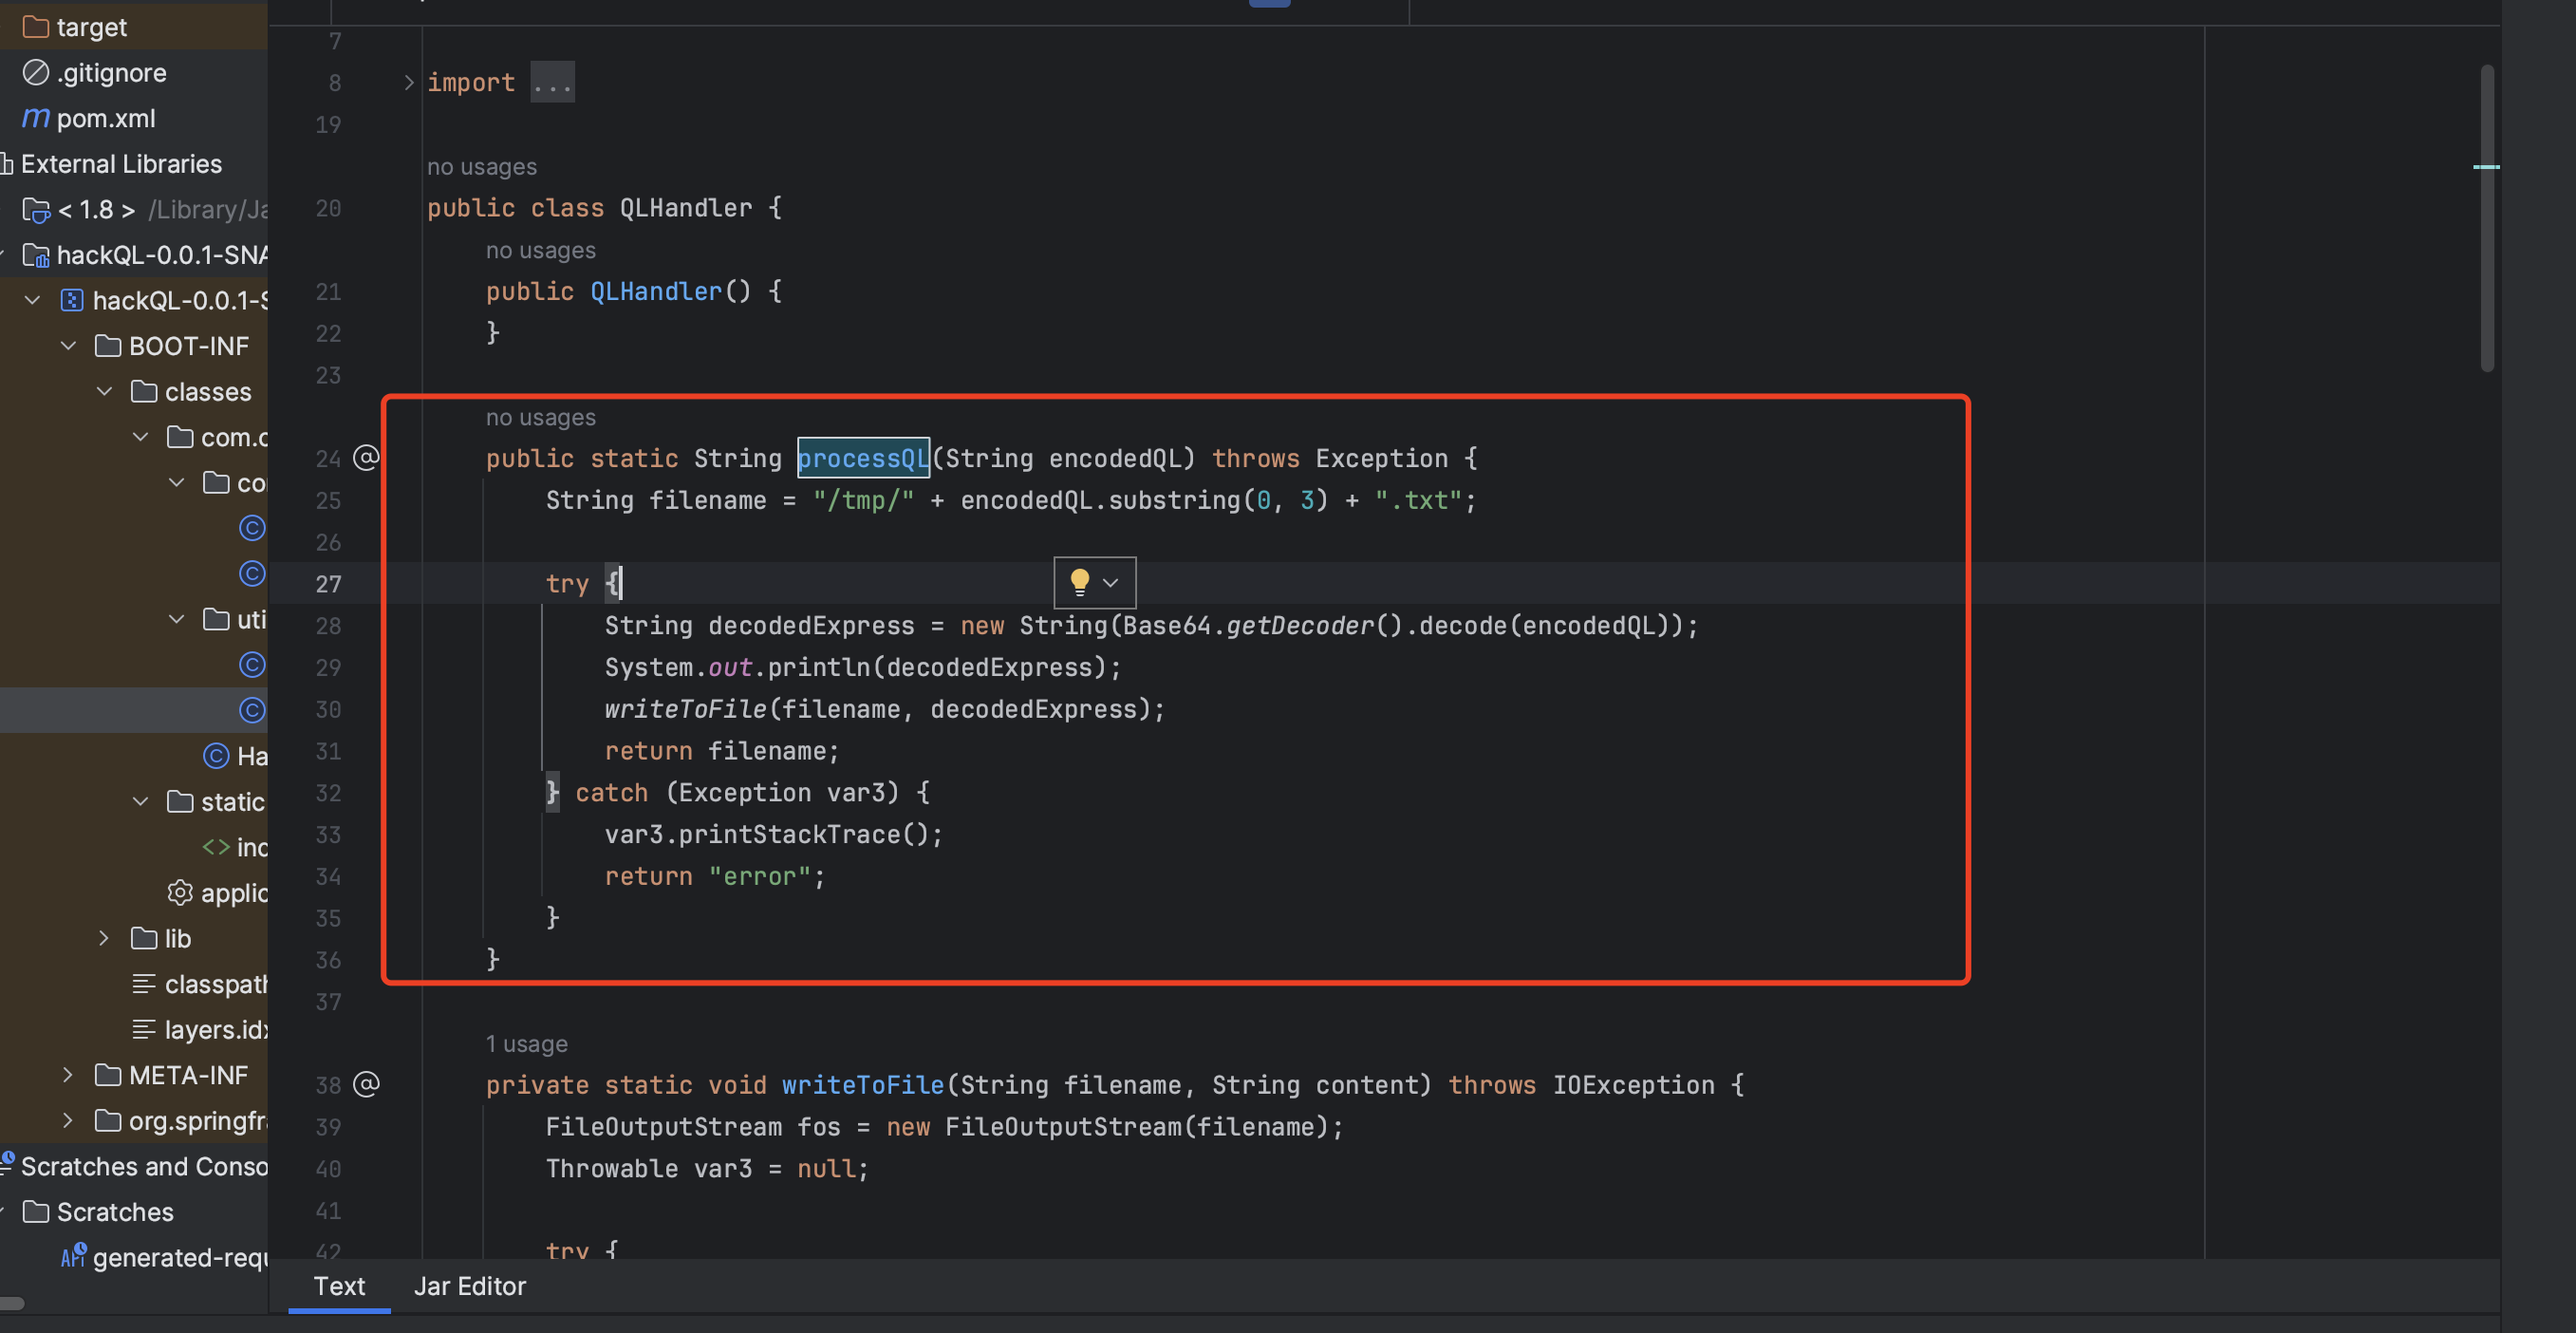 target
.gitignore
pom.xml
External Libraries
< 1.8 > /Library/Ja
hackQL-0.0.1-SNA
hackQL-0.0.1-S
BOOT-INF
classes
com.c
co
uti
Ha
static
ind
applic
lib
classpath
layers.idx
META-INF
org.springfra
Scratches and Conso
Scratches
API generated-requ
7
8 import ...
19
no usages
20 public class QLHandler {
no usages
21 public QLHandler() {
22 }
23
no usages
24 @ public static String processQL(String encodedQL) throws Exception {
25 String filename = "/tmp/" + encodedQL.substring(0, 3) + ".txt";
26
27 try {
28 String decodedExpress = new String(Base64.getDecoder().decode(encodedQL));
29 System.out.println(decodedExpress);
30 writeToFile(filename, decodedExpress);
31 return filename;
32 } catch (Exception var3) {
33 var3.printStackTrace();
34 return "error";
35 }
36 }
37
1 usage
38 @ private static void writeToFile(String filename, String content) throws IOException {
39 FileOutputStream fos = new FileOutputStream(filename);
40 Throwable var3 = null;
41
42 try {
Text Jar Editor